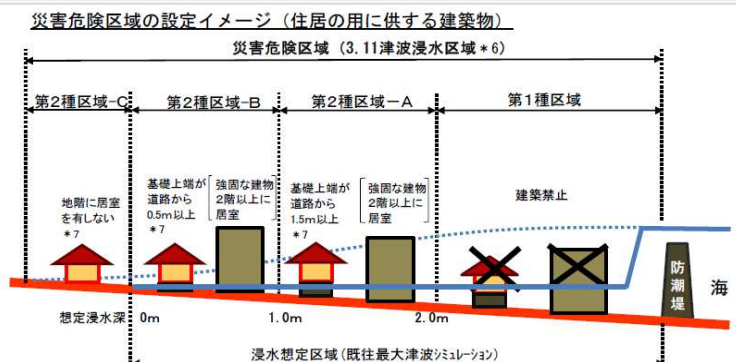 災害危険区域の設定イメージ（住居の用に供する建築物）
災害危険区域（3.11津波浸水区域＊6）
第2種区域-C
第2種区域-B
第2種区域－A
第1種区域
地階に居室
を有しない
＊7
基礎上端が
道路から
0.5m以上
＊7
強固な建物
2階以上に
居室
基礎上端が
道路から
1.5m以上
＊7
強固な建物
2階以上に
居室
建築禁止
防潮堤
海
想定浸水深
0m
1.0m
2.0m
浸水想定区域(既往最大津波ｼﾐｭﾚｰｼｮﾝ)